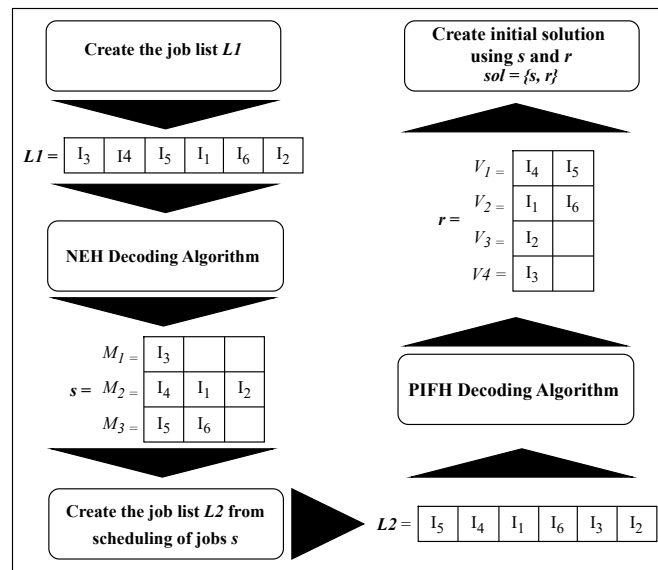 Create the job list L1
L1 = I3 I4 I5 I1 I6 I2
NEH Decoding Algorithm
M1 = I3
s = M2 = I4 I1 I2
M3 = I5 I6
Create the job list L2 from
scheduling of jobs s
L2 = I5 I4 I1 I6 I3 I2
PIFH Decoding Algorithm
V1 = I4 I5
V2 = I1 I6
r =
V3 = I2
V4 = I3
Create initial solution
using s and r
sol = {s, r}